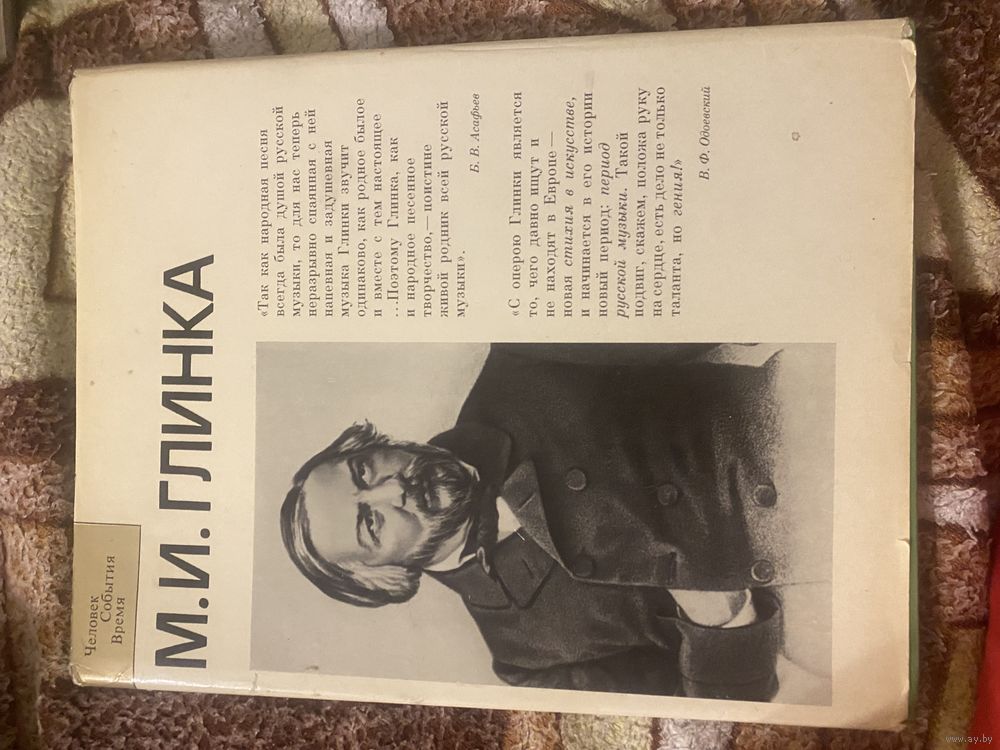 Человек
События
Время
М.И.ГЛИНКА
«Так как народная песня
всегда была душой русской
музыки, то для нас теперь
неразрывно спаянная с ней
напевная и задушевная
музыка Глинки звучит
одинаково, как родное былое
и вместе с тем настоящее
...Поэтому Глинка, как
и народное песенное
творчество,— поистине
живой родник всей русской
музыки».
Б. В. Асафьев
«С оперою Глинки является
то, чего давно ищут и
не находят в Европе —
новая стихия в искусстве,
и начинается в его истории
новый период: период
русской музыки. Такой
подвиг, скажем, положа руку
на сердце, есть дело не только
таланта, но гения!»
В. Ф. Одоевский
www.ay.by